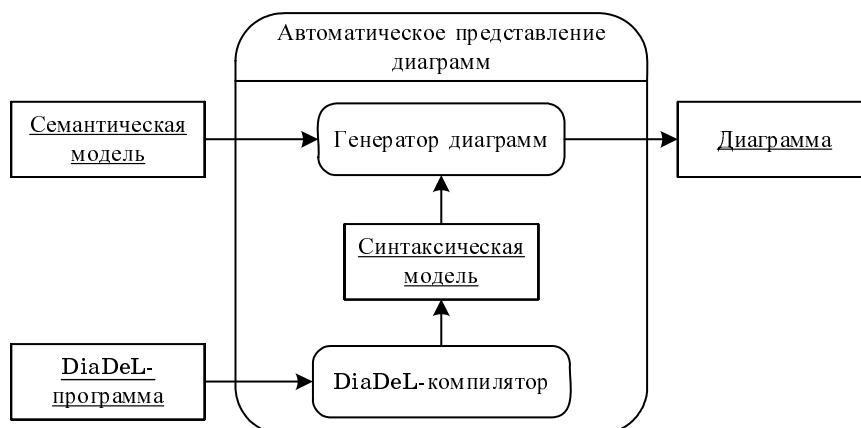 Автоматическое представление
диаграмм
Семантическая
модель
Генератор диаграмм
Диаграмма
Синтаксическая
модель
DiaDeL-
программа
DiaDeL-компилятор